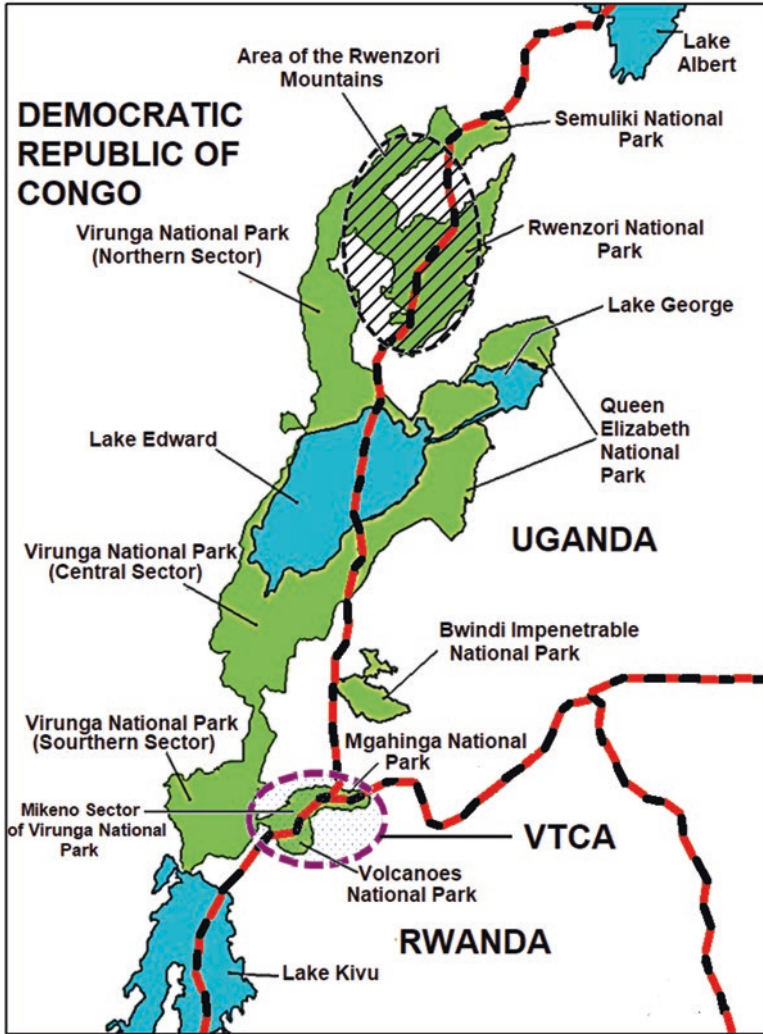 Lake
Albert
Area of the Rwenzori
Mountains
DEMOCRATIC
REPUBLIC OF
CONGO
Semuliki National
Park
Virunga National Park
(Northern Sector)
Rwenzori National
Park
Lake George
Lake Edward
Queen
Elizabeth
National
Park
UGANDA
Virunga National Park
(Central Sector)
Bwindi Impenetrable
National Park
Virunga National Park
(Sourthern Sector)
Mgahinga National
Park
Mikeno Sector
of Virunga National
Park
VTCA
Volcanoes
National Park
RWANDA
Lake Kivu